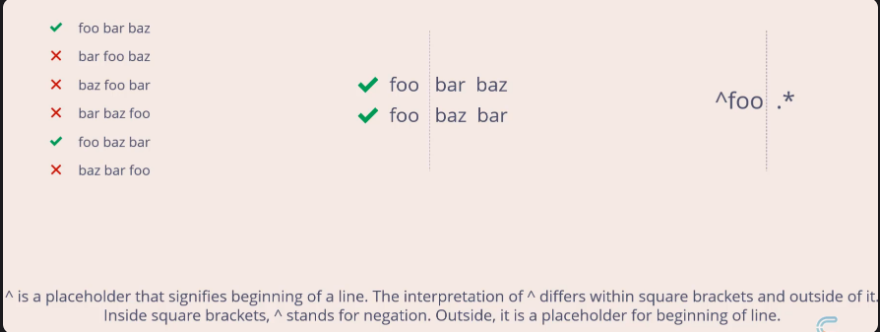 ✔ foo bar baz
✕ bar foo baz
✕ baz foo bar
✕ bar baz foo
✔ foo baz bar
✕ baz bar foo
✔ foo bar baz
✔ foo baz bar
^foo .*
^ is a placeholder that signifies beginning of a line. The interpretation of ^ differs within square brackets and outside of it.
Inside square brackets, ^ stands for negation. Outside, it is a placeholder for beginning of line.